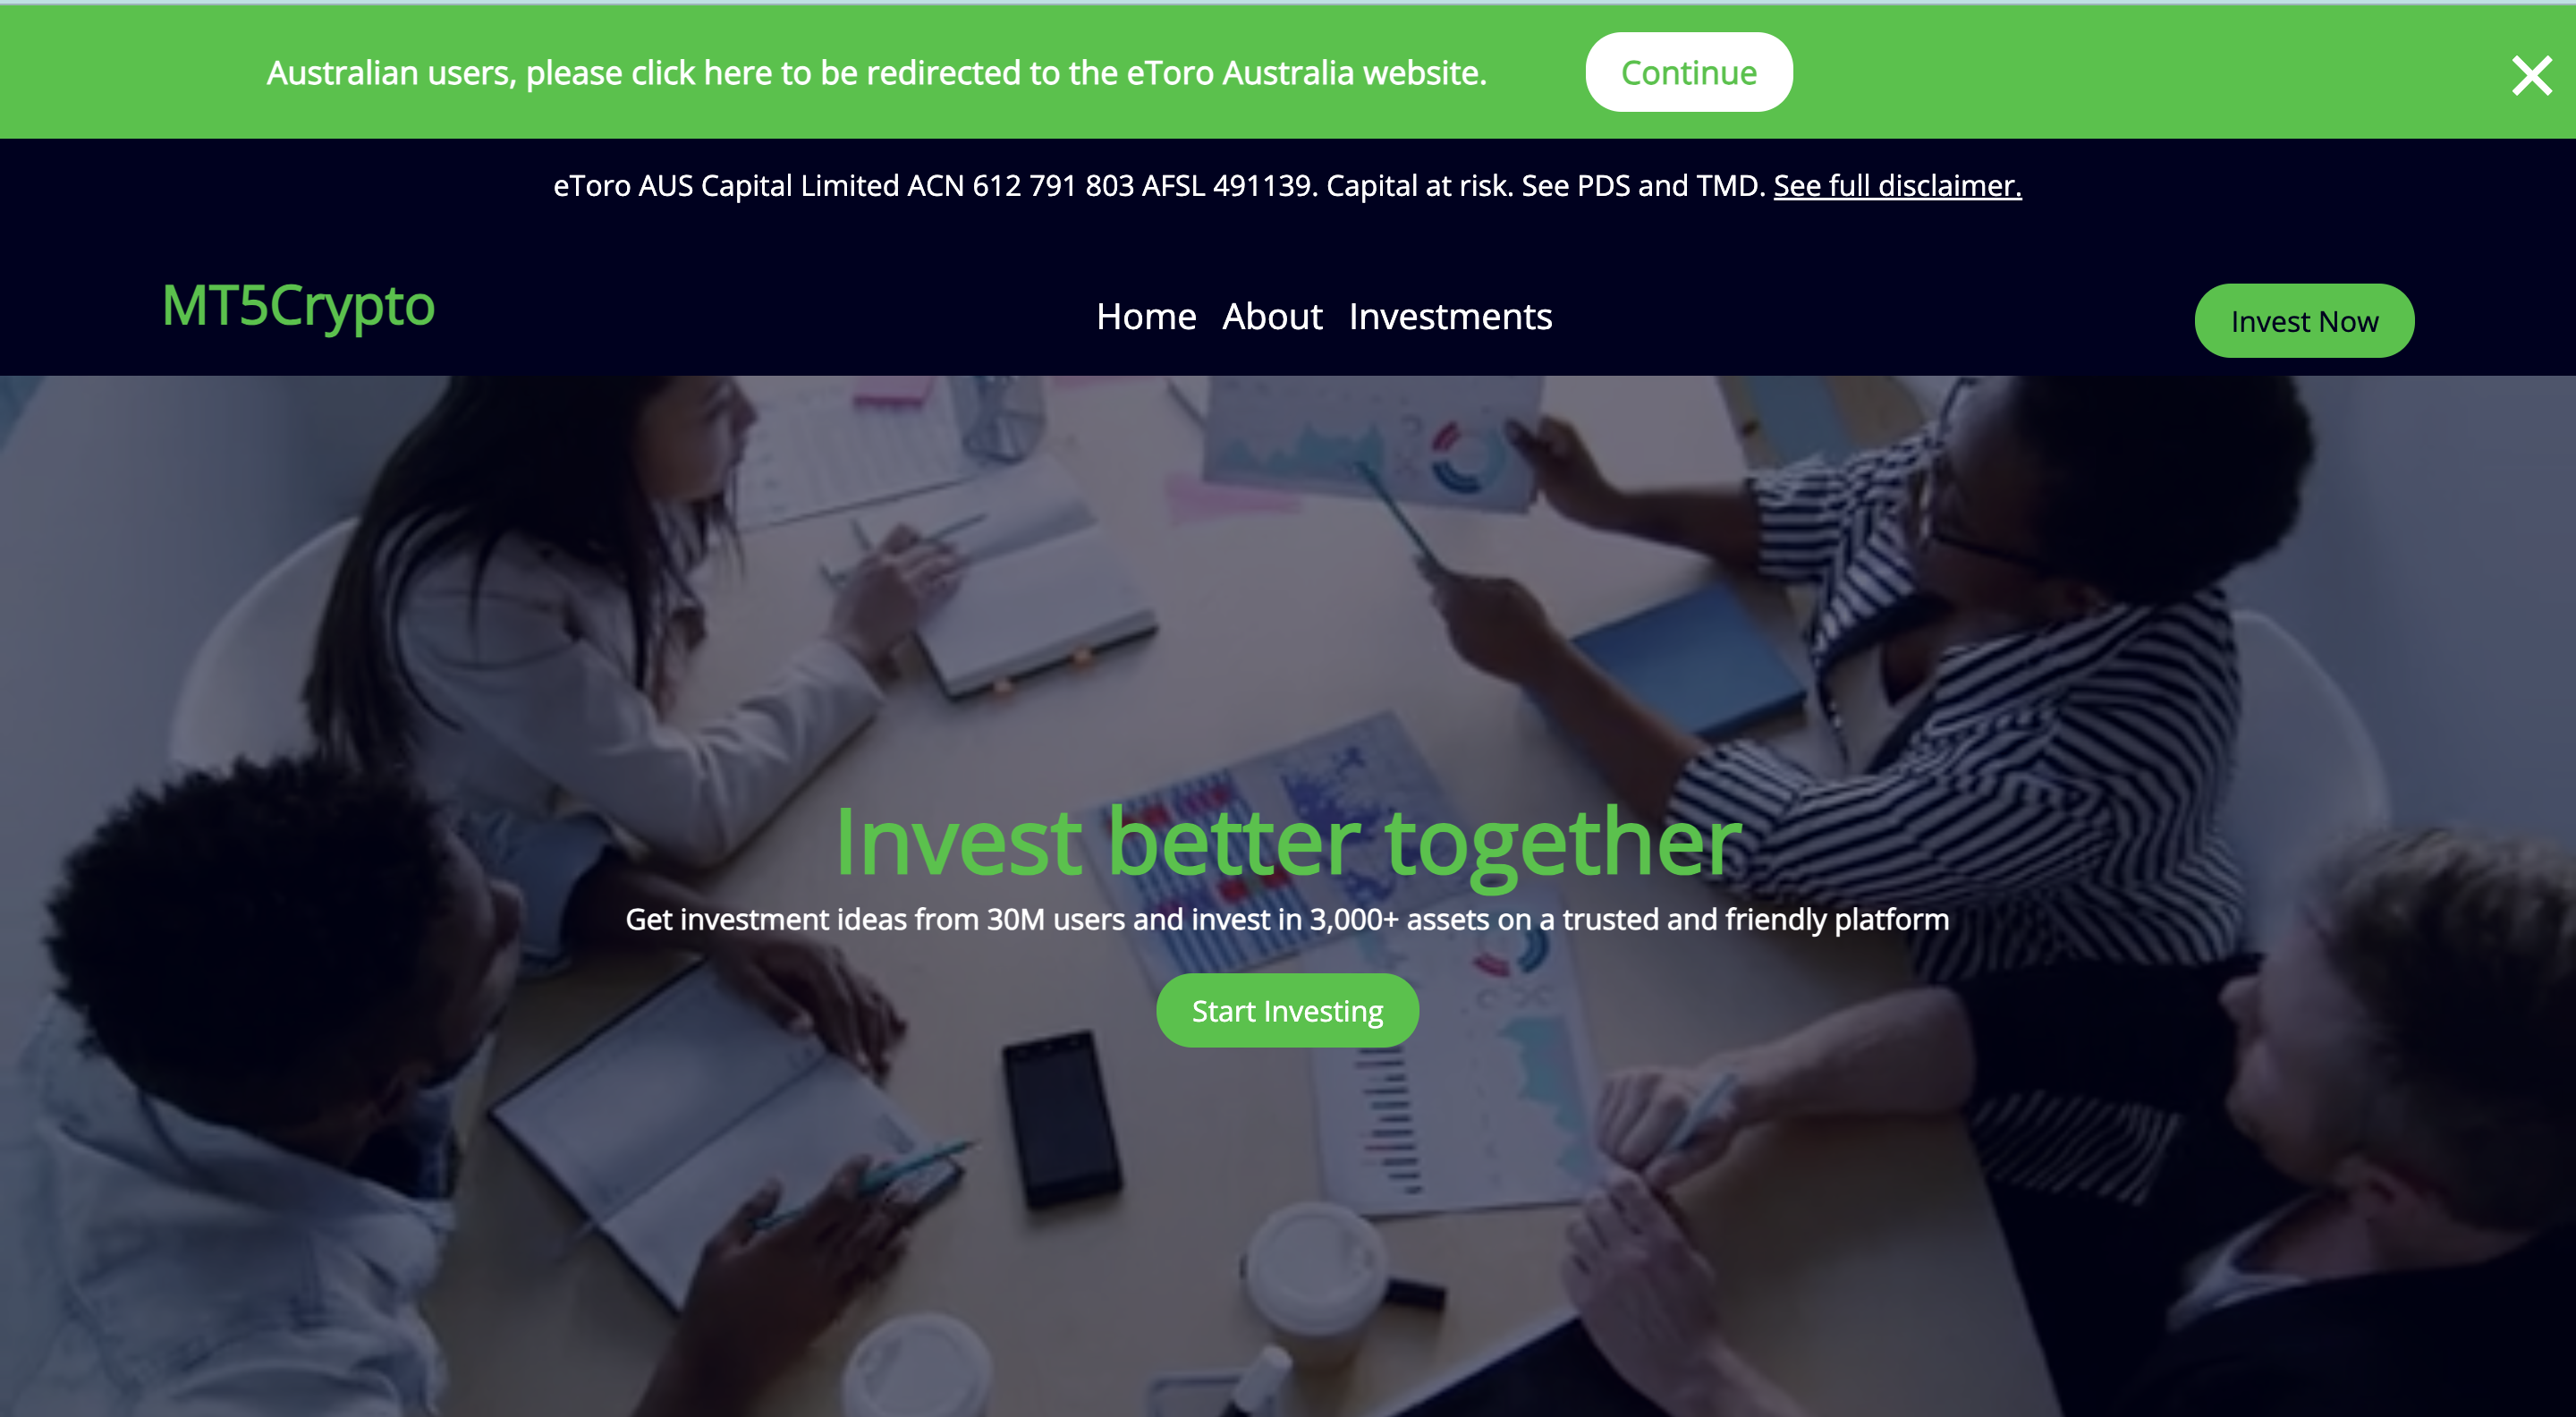 Australian users, please click here to be redirected to the eToro Australia website.
Continue
eToro AUS Capital Limited ACN 612 791 803 AFSL 491139. Capital at risk. See PDS and TMD. See full disclaimer.
MT5Crypto
Home About Investments
Invest Now
Invest better together
Get investment ideas from 30M users and invest in 3,000+ assets on a trusted and friendly platform
Start Investing